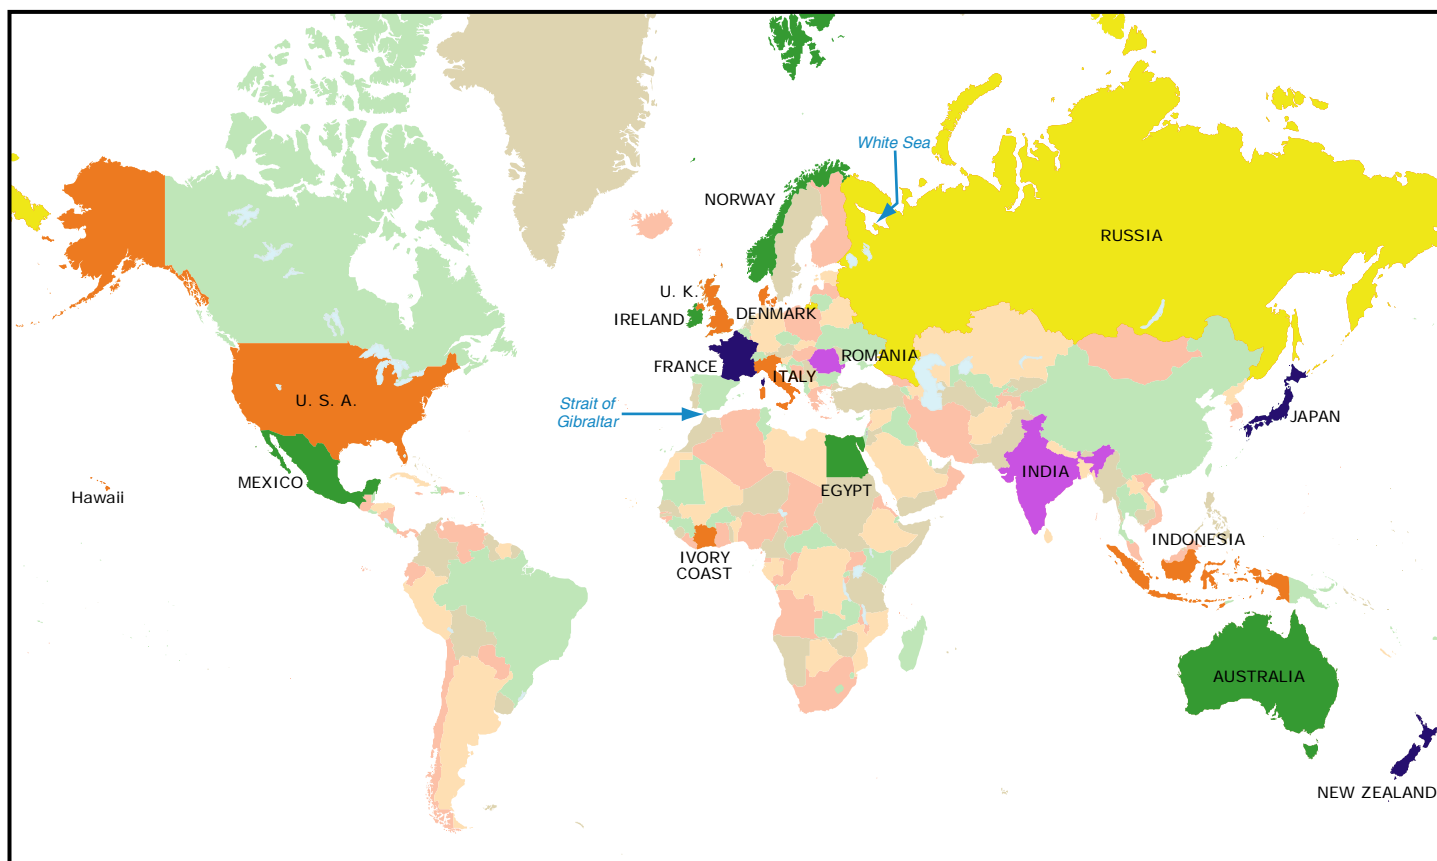 White Sea
NORWAY
RUSSIA
U. K.
IRELAND
DENMARK
FRANCE
ROMANIA
ITALY
U. S. A.
Strait of
Gibraltar
JAPAN
MEXICO
Hawaii
EGYPT
INDIA
IVORY
COAST
INDONESIA
AUSTRALIA
NEW ZEALAND